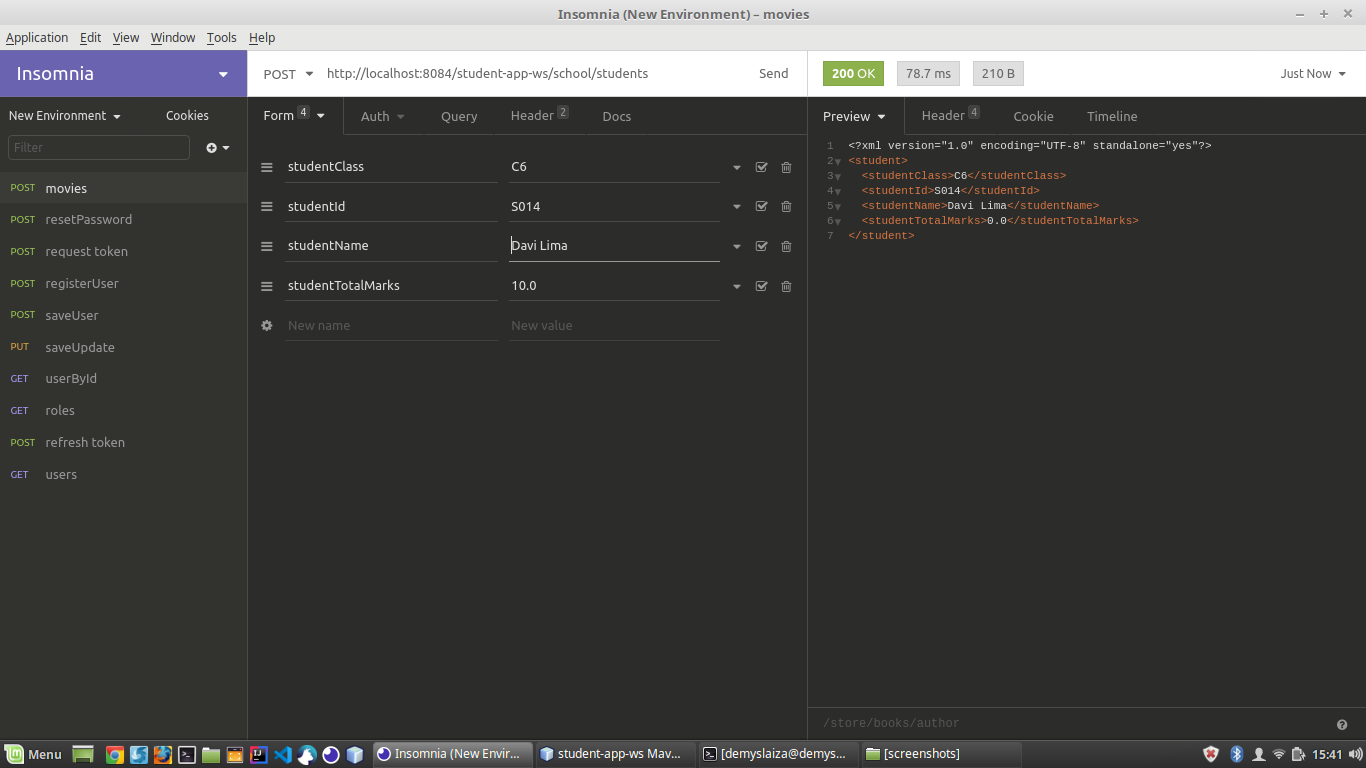 Insomnia (New Environment) – movies
Application Edit View Window Tools Help
Insomnia
POST http://localhost:8084/student-app-ws/school/students Send
200 OK 78.7 ms 210 B Just Now
New Environment Cookies
Filter
POST movies
POST resetPassword
POST request token
POST registerUser
POST saveUser
PUT saveUpdate
GET userById
GET roles
POST refresh token
GET users
Form 4 Auth Query Header 2 Docs
studentClass C6
studentId S014
studentName Davi Lima
studentTotalMarks 10.0
New name New value
Preview Header 4 Cookie Timeline
1 <?xml version="1.0" encoding="UTF-8" standalone="yes"?>
2 <student>
3 <studentClass>C6</studentClass>
4 <studentId>S014</studentId>
5 <studentName>Davi Lima</studentName>
6 <studentTotalMarks>0.0</studentTotalMarks>
7 </student>
/store/books/author
Menu Insomnia (New Envir... student-app-ws Mav... [demyslaiza@demys... [screenshots] 15:41